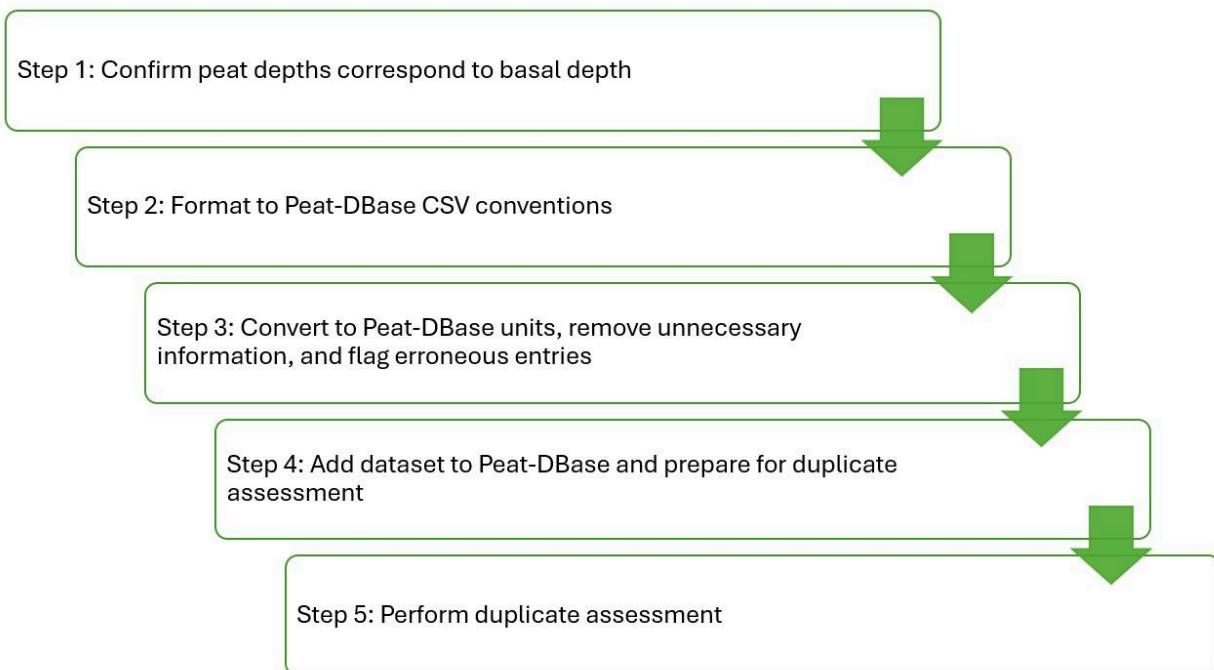 Step 1: Confirm peat depths correspond to basal depth
Step 2: Format to Peat-DBase CSV conventions
Step 3: Convert to Peat-DBase units, remove unnecessary
information, and flag erroneous entries
Step 4: Add dataset to Peat-DBase and prepare for duplicate
assessment
Step 5: Perform duplicate assessment